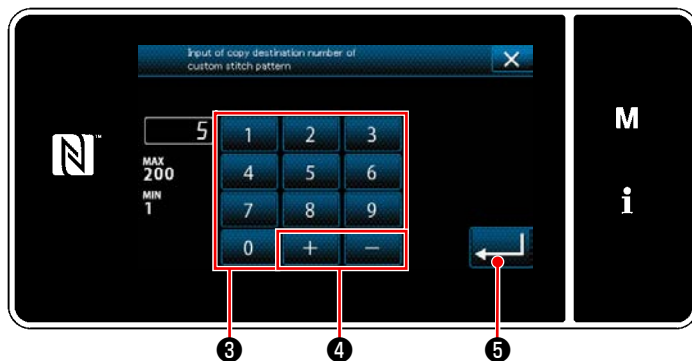 Input of copy destination number of
custom stitch pattern
5
MAX
200
MIN
1
1 2 3
4 5 6
7 8 9
0 + −
M
i
❸ ❹ ❺